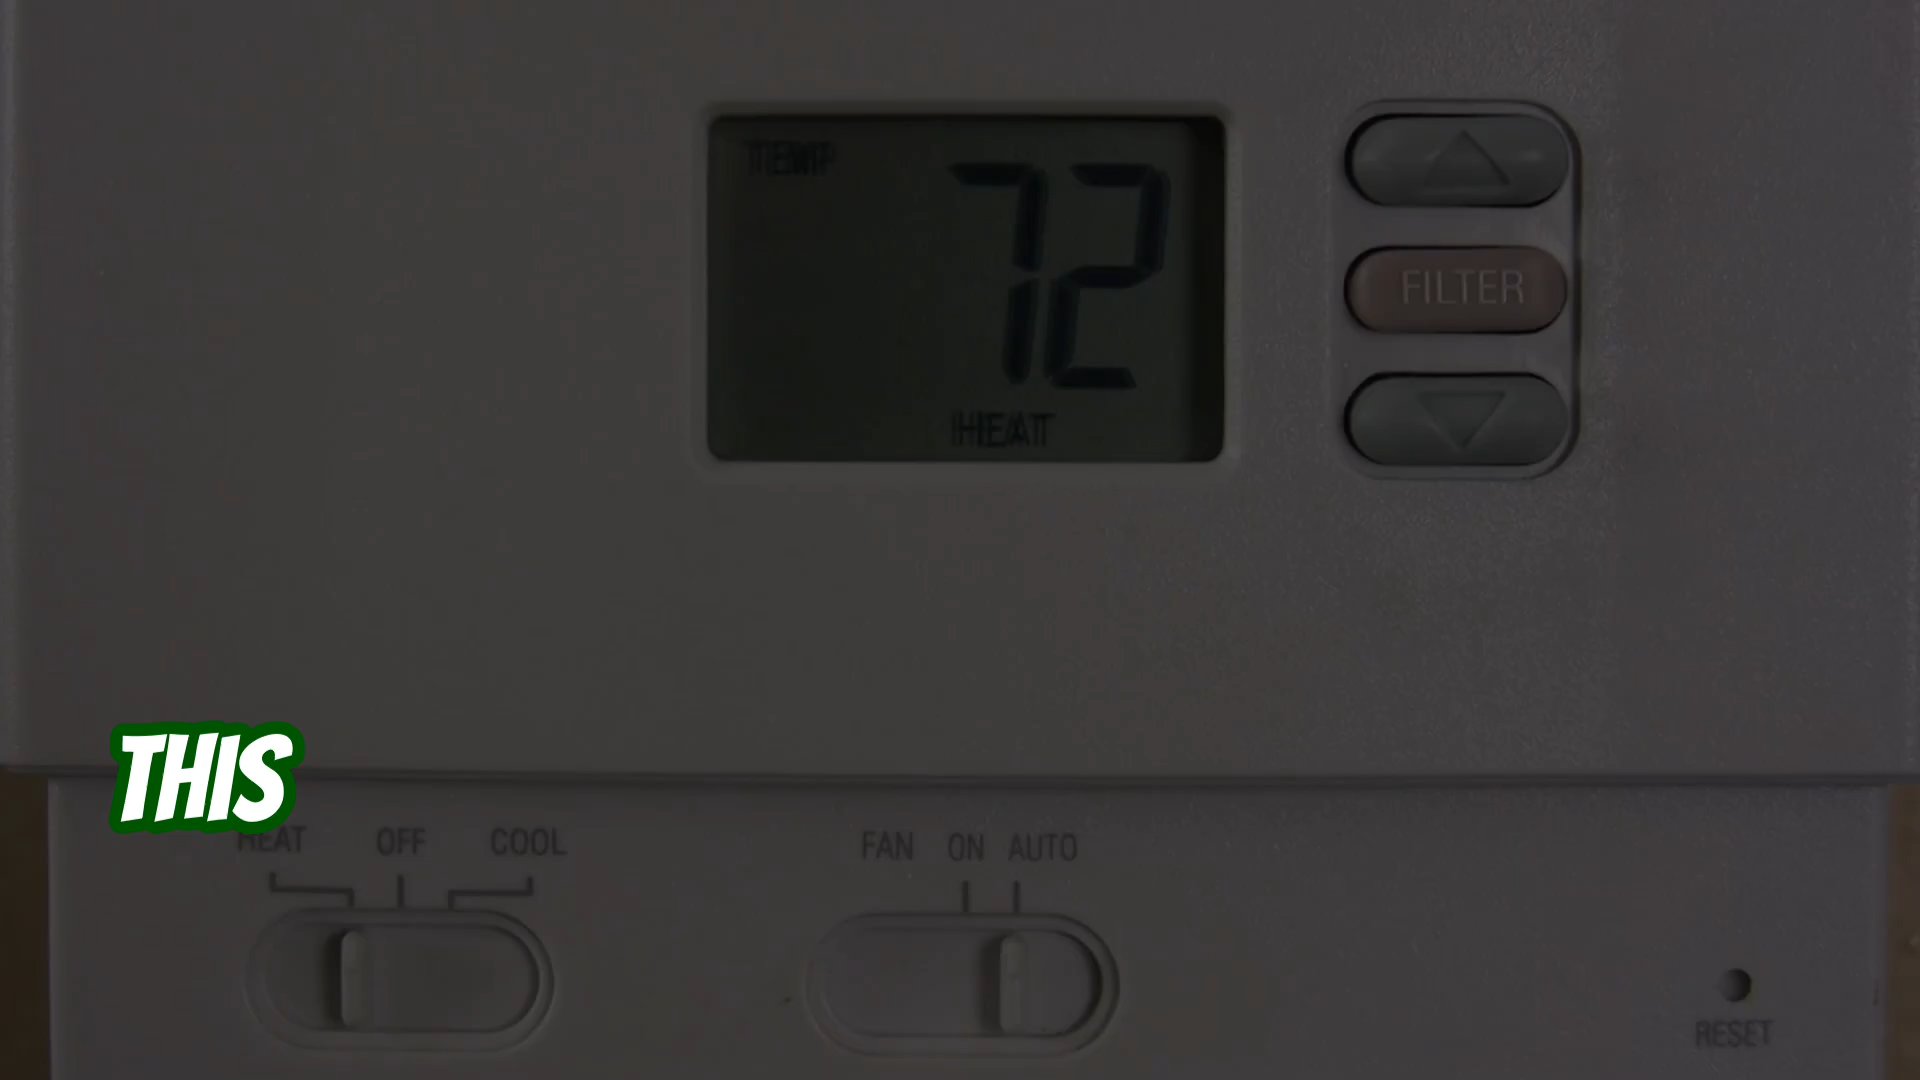 TEMP
72
HEAT
FILTER
THIS
HEAT OFF COOL
FAN ON AUTO
RESET